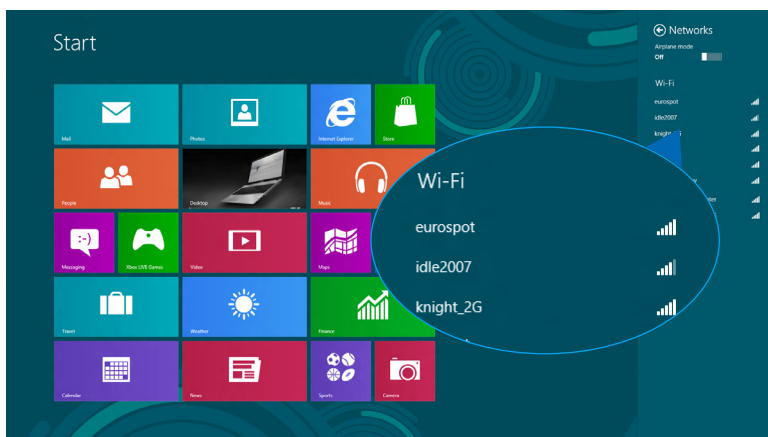 Start
Mail
Photos
Internet Explorer
Store
People
Desktop
Music
Messaging
Xbox LIVE Games
Video
Maps
Travel
Weather
Finance
Calendar
News
Sports
Camera
Networks
Airplane mode
Off
Wi-Fi
eurospot
idle2007
Wi-Fi
eurospot
idle2007
knight_2G